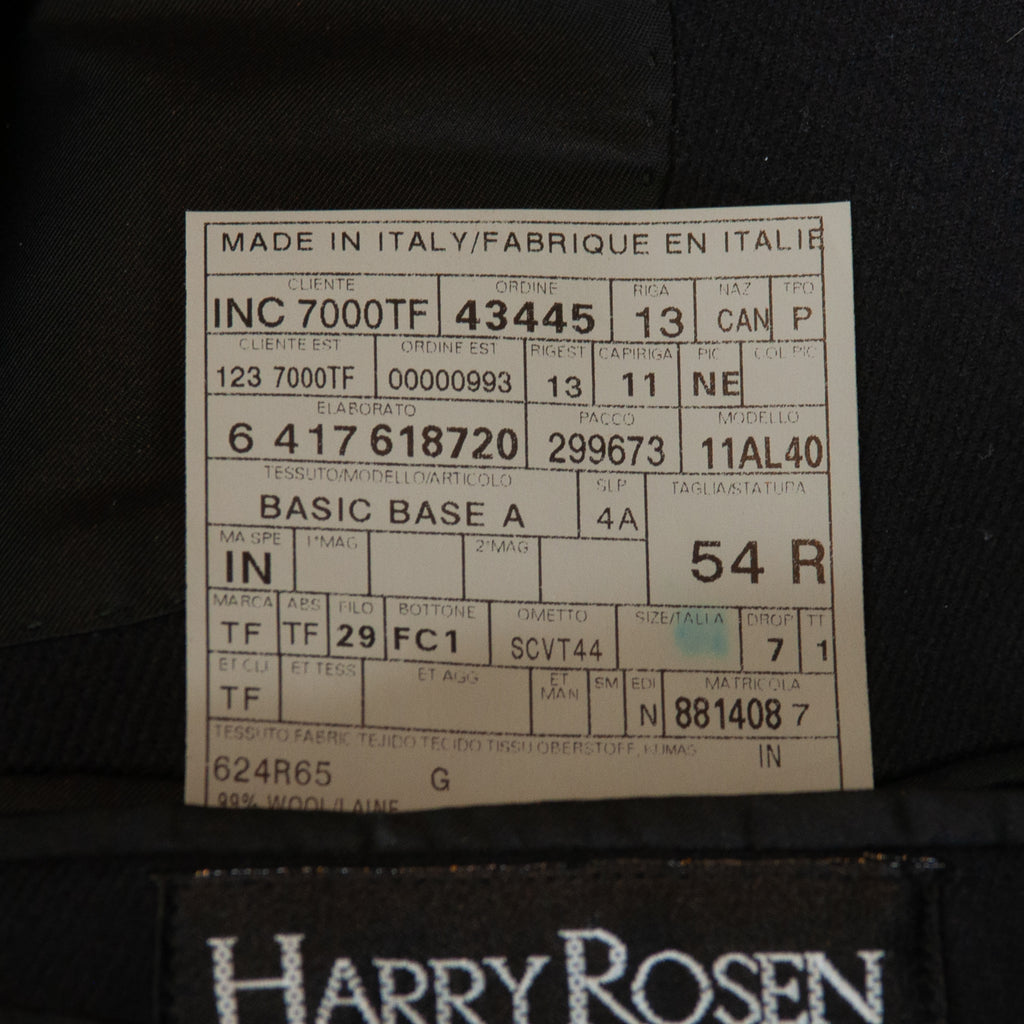 MADE IN ITALY/FABRIQUE EN ITALIE
CLIENTE ORDINE RIGA NAZ TPO
INC 7000TF 43445 13 CAN P
CLIENTE EST ORDINE EST RIGEST CAPIRIGA PIC COL PIC
123 7000TF 00000993 13 11 NE
ELABORATO PACCO MODELLO
6 417 618720 299673 11AL40
TESSUTO/MODELLO/ARTICOLO SLP TAGLIA/STATURA
BASIC BASE A 4A 54 R
MA SPE 1°MAG 2°MAG
IN
MARCA ABS FILO BOTTONE OMETTO SIZE/TALLA DROP TT
TF TF 29 FC1 SCVT44 7 1
ET CLI ET TESS ET AGG ET MAN SM EDI MATRICOLA
TF N 881408 7
TESSUTO FABRIC TEJIDO TECIDO TISSU OBERSTOFF, KUMAS IN
624R65 G
99% WOOL/LAINE
HARRY ROSEN